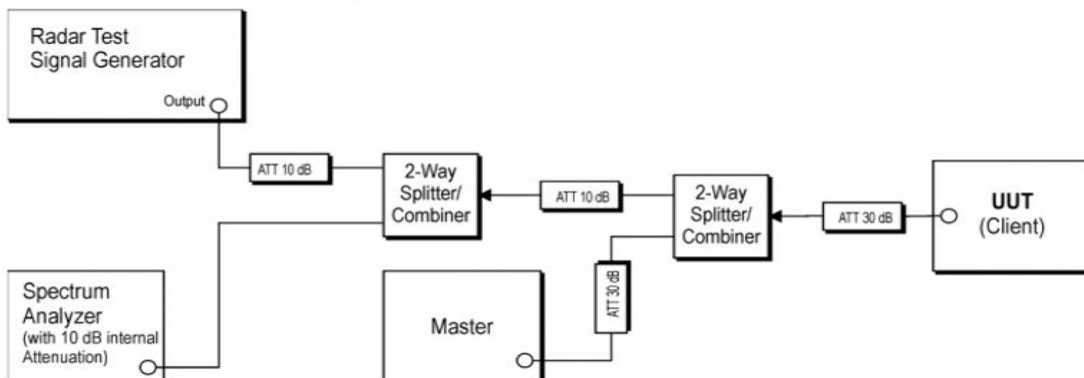 Radar Test
Signal Generator
Output
ATT 10 dB
2-Way
Splitter/
Combiner
ATT 10 dB
2-Way
Splitter/
Combiner
ATT 30 dB
UUT
(Client)
Spectrum
Analyzer
(with 10 dB internal
Attenuation)
Master
ATT 30 dB